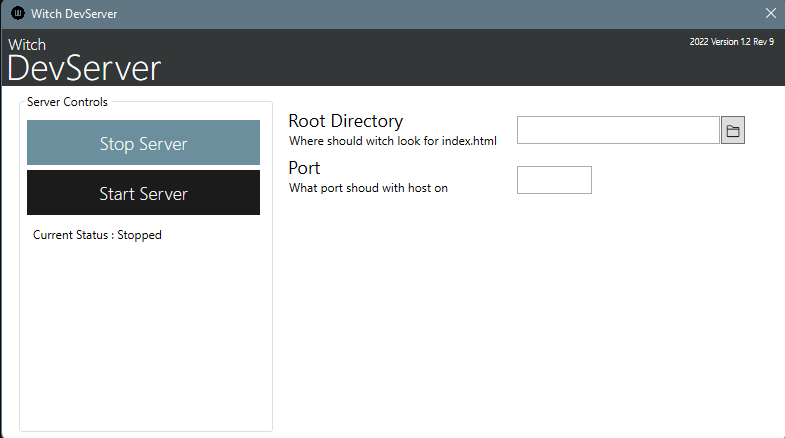 Witch DevServer
Witch
DevServer
2022 Version 1.2 Rev 9
Server Controls
Stop Server
Start Server
Current Status : Stopped
Root Directory
Where should witch look for index.html
Port
What port shoud with host on